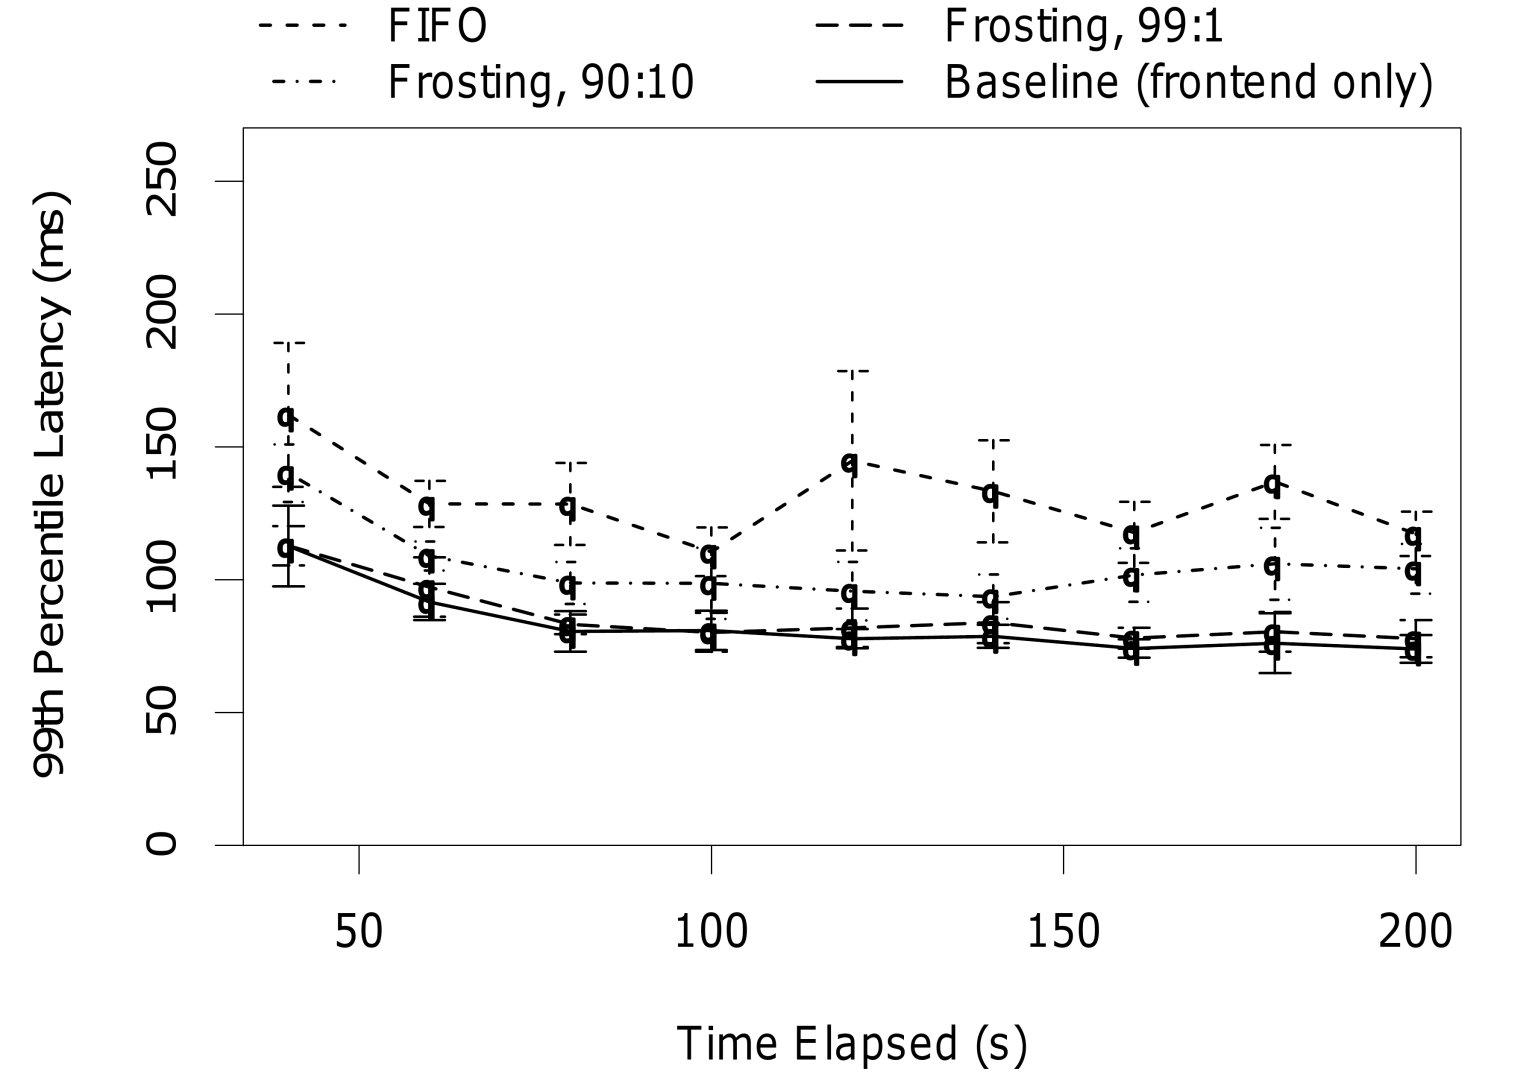 FIFO
Frosting, 99:1
Frosting, 90:10
Baseline (frontend only)
99th Percentile Latency (ms)
250
200
150
100
50
0
50
100
150
200
Time Elapsed (s)